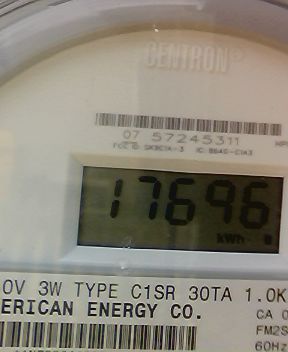 CENTRON®
07 57245311
17696
kWh
0V 3W TYPE C1SR 30TA 1.0K
ERICAN ENERGY CO.
CA 0
FM2S
60Hz